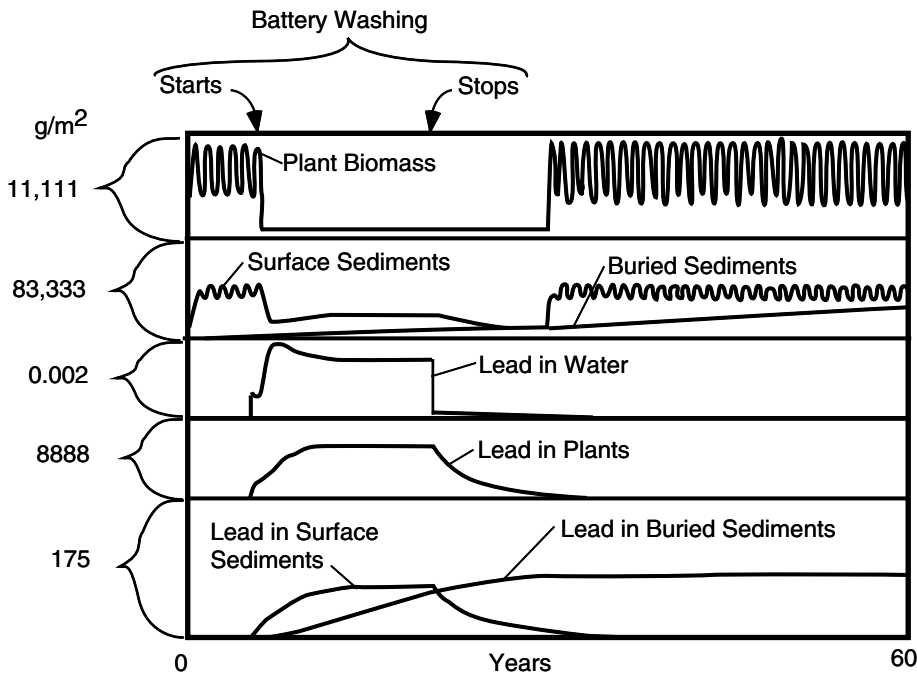 Battery Washing
Starts
Stops
g/m2
11,111
Plant Biomass
83,333
Surface Sediments
Buried Sediments
0.002
Lead in Water
8888
Lead in Plants
175
Lead in Surface
Sediments
Lead in Buried Sediments
0
Years
60